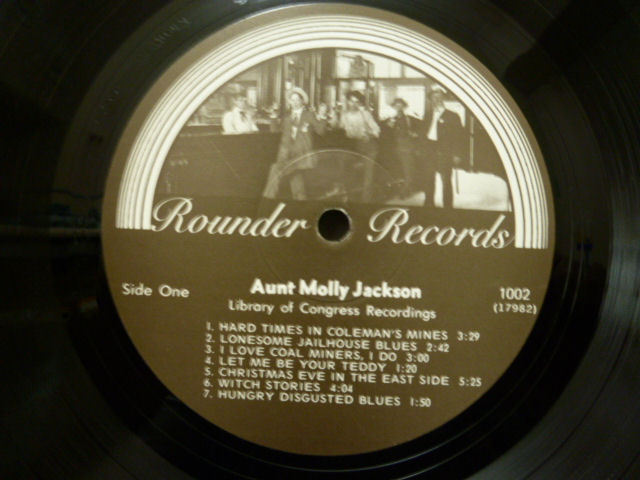 Rounder Records
Side One
Aunt Molly Jackson
1002
Library of Congress Recordings
(17982)
1. HARD TIMES IN COLEMAN'S MINES 3:29
2. LONESOME JAILHOUSE BLUES 2:42
3. I LOVE COAL MINERS, I DO 3:00
4. LET ME BE YOUR TEDDY 1:20
5. CHRISTMAS EVE IN THE EAST SIDE 5:25
6. WITCH STORIES 4:04
7. HUNGRY DISGUSTED BLUES 1:50